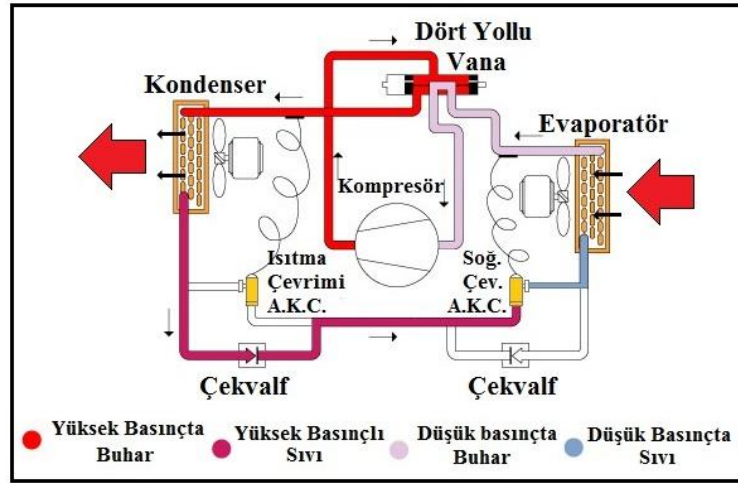 Dört Yollu
Vana
Kondenser
Evaporatör
Kompresör
Isıtma
Çevrimi
A.K.C.
Soğ.
Çev.
A.K.C.
Çekvalf
Çekvalf
Yüksek Basınçta
Buhar
Yüksek Basınçlı
Sıvı
Düşük basınçta
Buhar
Düşük Basınçta
Sıvı